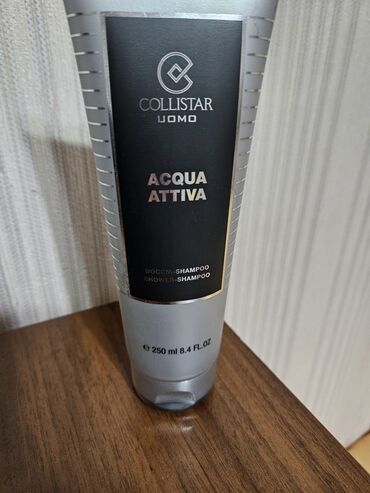 COLLISTAR
UOMO
ACQUA
ATTIVA
DOCCIA-SHAMPOO
SHOWER-SHAMPOO
e 250 ml 8.4 FL.OZ